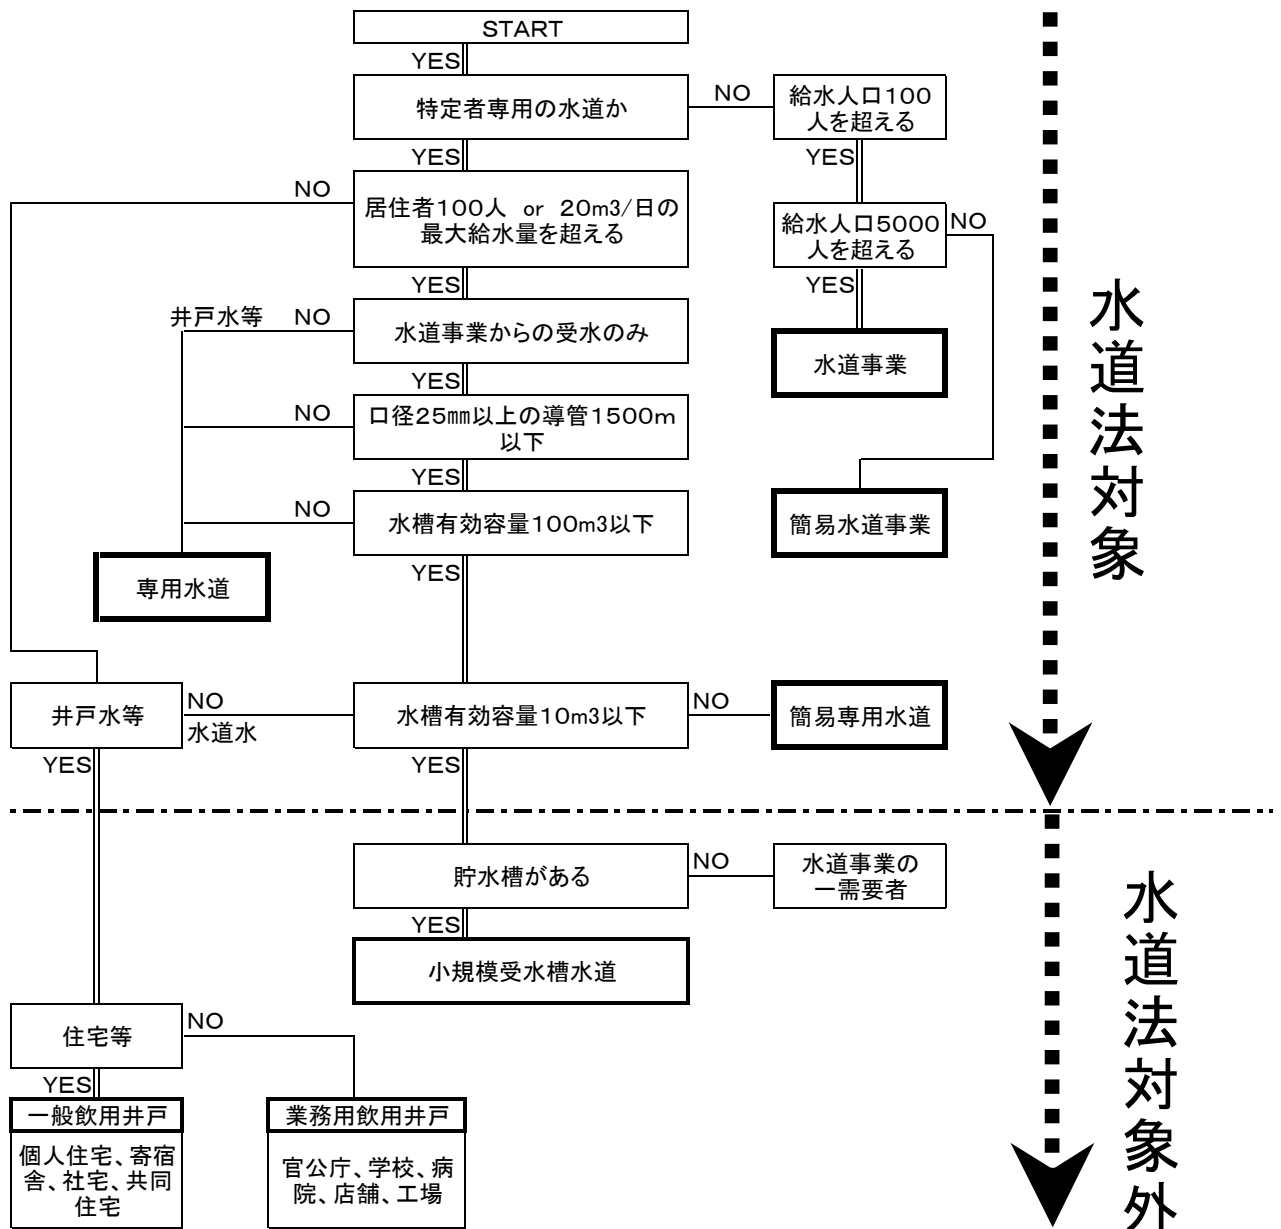 START
YES
特定者専用の水道か
NO
給水人口100
人を超える
YES
YES
NO
居住者100人 or 20m3/日の
最大給水量を超える
給水人口5000
人を超える
NO
YES
YES
井戸水等
NO
水道事業からの受水のみ
水道事業
YES
NO
口径25㎜以上の導管1500m
以下
YES
NO
水槽有効容量100m3以下
簡易水道事業
YES
専用水道
井戸水等
NO
水道水
水槽有効容量10m3以下
NO
簡易専用水道
YES
YES
水道法対象
貯水槽がある
NO
水道事業の
一需要者
YES
小規模受水槽水道
住宅等
NO
YES
一般飲用井戸
業務用飲用井戸
個人住宅、寄宿
舎、社宅、共同
住宅
官公庁、学校、病
院、店舗、工場
水道法対象外